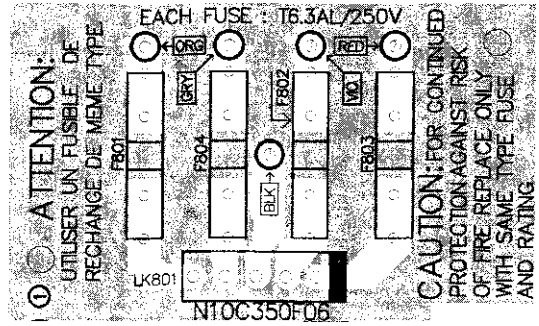 EACH FUSE : T6.3AL/250V
ORG
RED
GRY
VIO
F801
F804
F802
F803
BLK
LK801
N10C350F06
1
ATTENTION:
UTILISER UN FUSIBLE DE
RECHANGE DE MEME TYPE.
CAUTION: FOR CONTINUED
PROTECTION AGAINST RISK
OF FIRE REPLACE ONLY
WITH SAME TYPE FUSE
AND RATING.